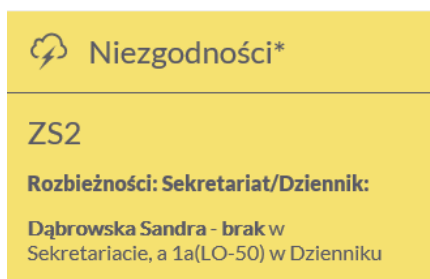 Niezgodności*
ZS2
Rozbieżności: Sekretariat/Dziennik:
Dąbrowska Sandra - brak w
Sekretariacie, a 1a(LO-50) w Dzienniku